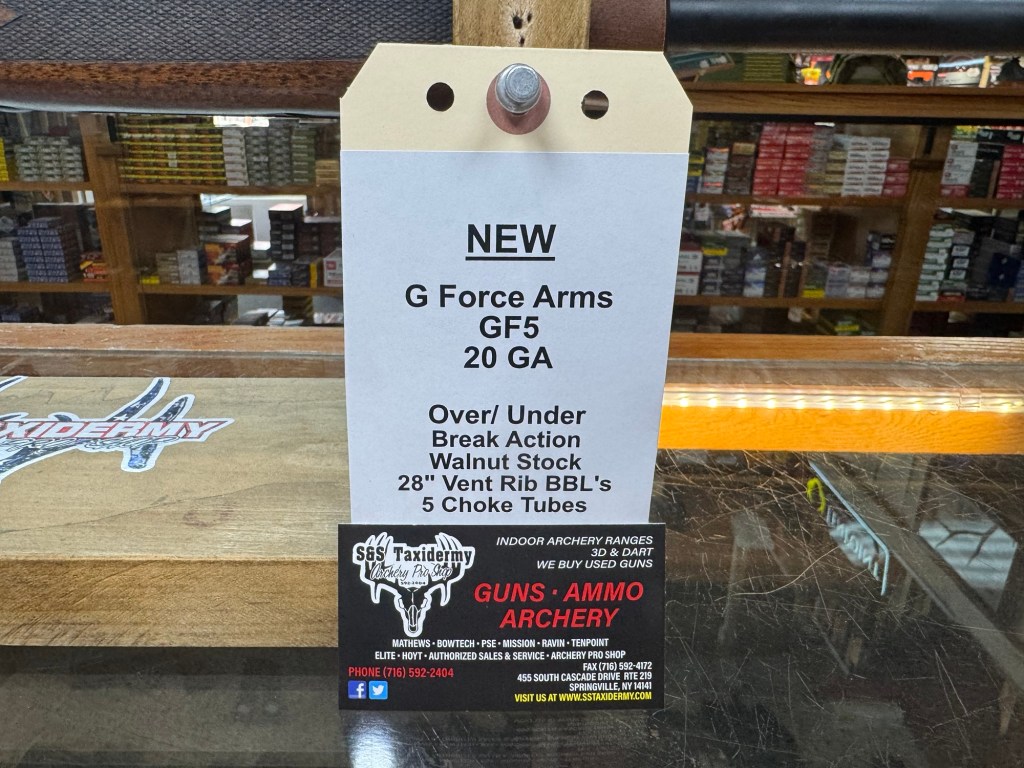 NEW
G Force Arms
GF5
20 GA
Over/ Under
Break Action
Walnut Stock
28" Vent Rib BBL's
5 Choke Tubes
XIDERMY
S&S Taxidermy
Archery Pro Shop
592-2404
INDOOR ARCHERY RANGES
3D & DART
WE BUY USED GUNS
GUNS · AMMO
ARCHERY
MATHEWS • BOWTECH • PSE • MISSION • RAVIN • TENPOINT
ELITE • HOYT • AUTHORIZED SALES & SERVICE • ARCHERY PRO SHOP
PHONE (716) 592-2404
FAX (716) 592-4172
455 SOUTH CASCADE DRIVE RTE 219
SPRINGVILLE, NY 14141
VISIT US AT WWW.SSTAXIDERMY.COM